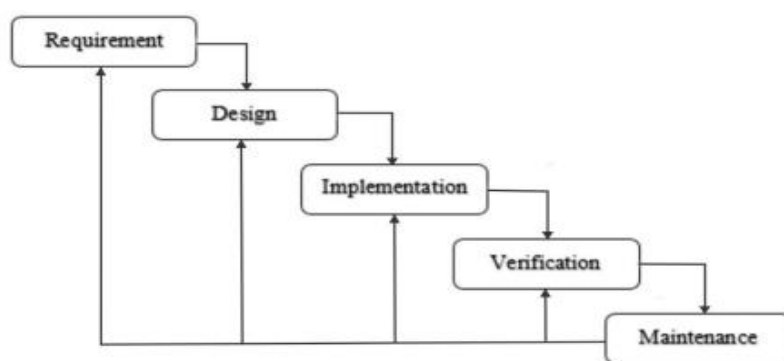 Requirement
Design
Implementation
Verification
Maintenance